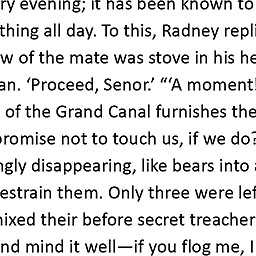 ry evening; it has been known to
thing all day. To this, Radney repli
w of the mate was stove in his he
an. ‘Proceed, Senor.’ “‘A moment!
of the Grand Canal furnishes the
promise not to touch us, if we do?
ngly disappearing, like bears into a
estrain them. Only three were lef
nixed their before secret treacher
nd mind it well—if you flog me, I